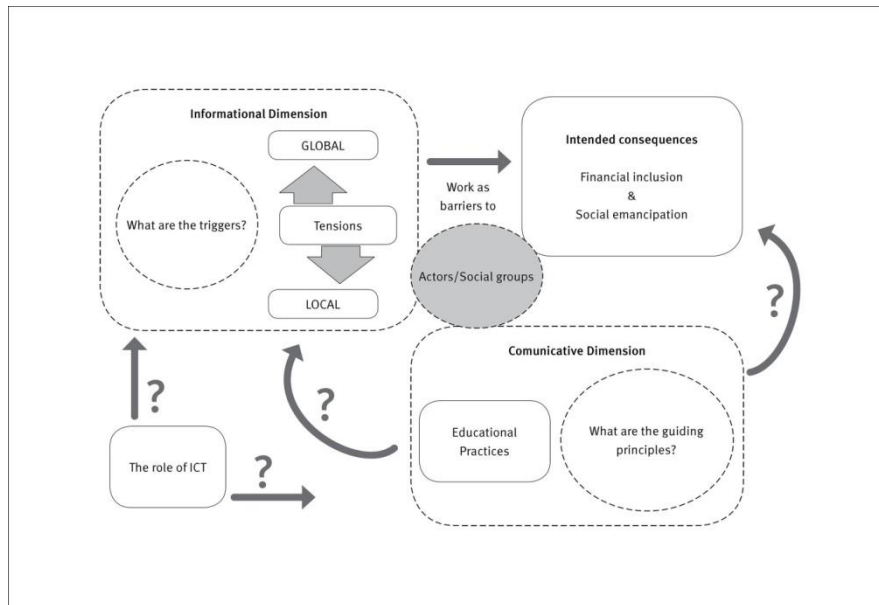 Informational Dimension
GLOBAL
What are the triggers?
Tensions
LOCAL
Work as
barriers to
Intended consequences
Financial inclusion
&
Social emancipation
Actors/Social groups
?
Comunicative Dimension
Educational
Practices
What are the guiding
principles?
?
?
The role of ICT
?